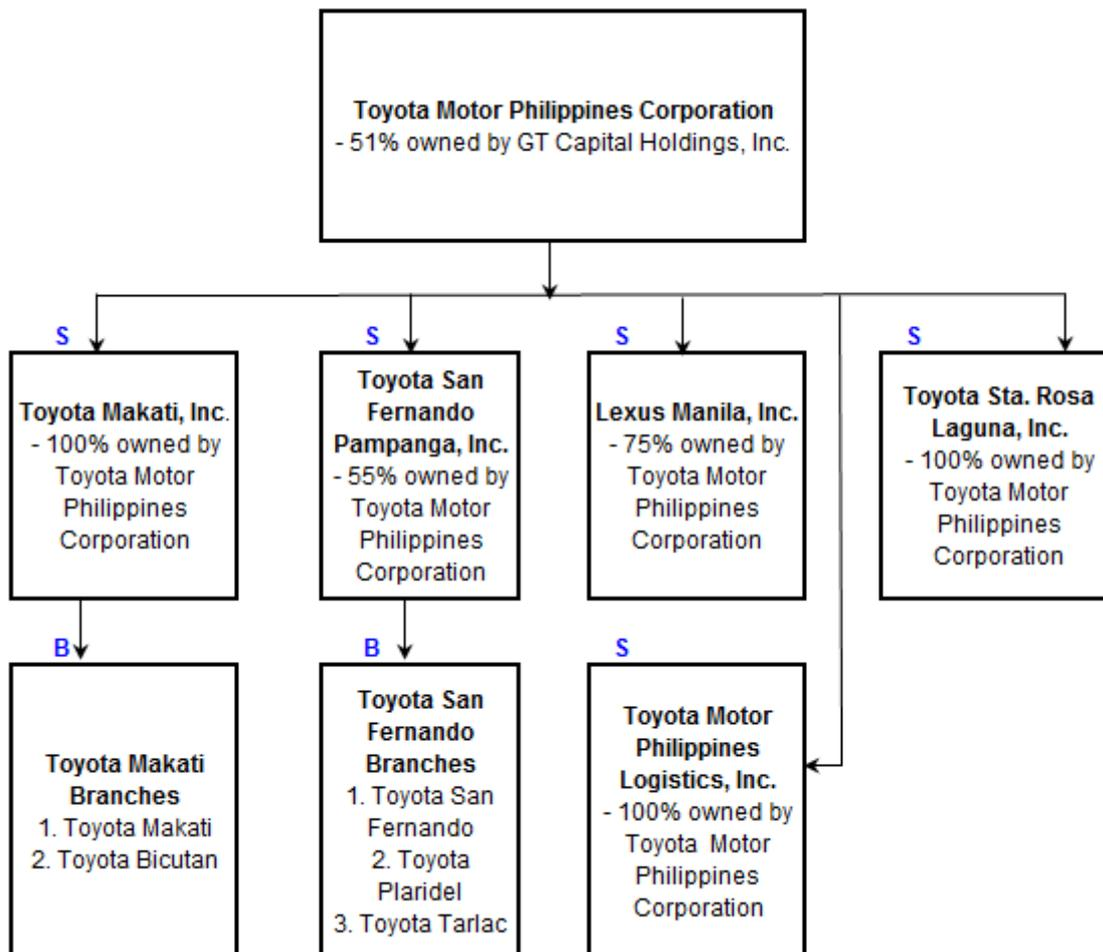 Toyota Motor Philippines Corporation
- 51% owned by GT Capital Holdings, Inc.
S
Toyota Makati, Inc.
- 100% owned by
Toyota Motor
Philippines
Corporation
S
Toyota San
Fernando
Pampanga, Inc.
- 55% owned by
Toyota Motor
Philippines
Corporation
S
Lexus Manila, Inc.
- 75% owned by
Toyota Motor
Philippines
Corporation
S
Toyota Sta. Rosa
Laguna, Inc.
- 100% owned by
Toyota Motor
Philippines
Corporation
B
Toyota Makati
Branches
1. Toyota Makati
2. Toyota Bicutan
B
Toyota San
Fernando
Branches
1. Toyota San
Fernando
2. Toyota
Plaridel
3. Toyota Tarlac
S
Toyota Motor
Philippines
Logistics, Inc.
- 100% owned by
Toyota Motor
Philippines
Corporation